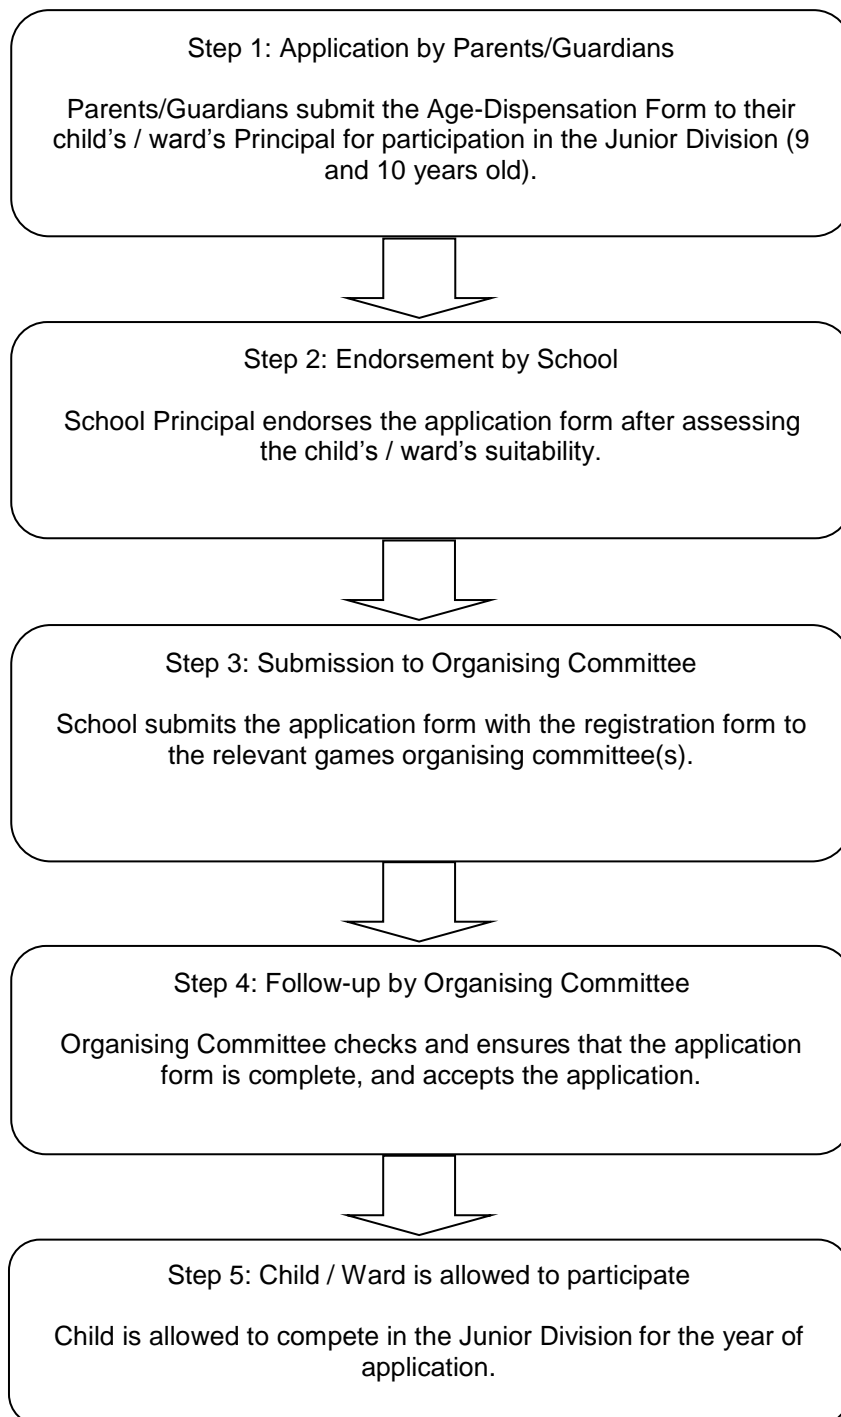 Step 1: Application by Parents/Guardians
Parents/Guardians submit the Age-Dispensation Form to their
child’s / ward’s Principal for participation in the Junior Division (9
and 10 years old).
Step 2: Endorsement by School
School Principal endorses the application form after assessing
the child’s / ward’s suitability.
Step 3: Submission to Organising Committee
School submits the application form with the registration form to
the relevant games organising committee(s).
Step 4: Follow-up by Organising Committee
Organising Committee checks and ensures that the application
form is complete, and accepts the application.
Step 5: Child / Ward is allowed to participate
Child is allowed to compete in the Junior Division for the year of
application.